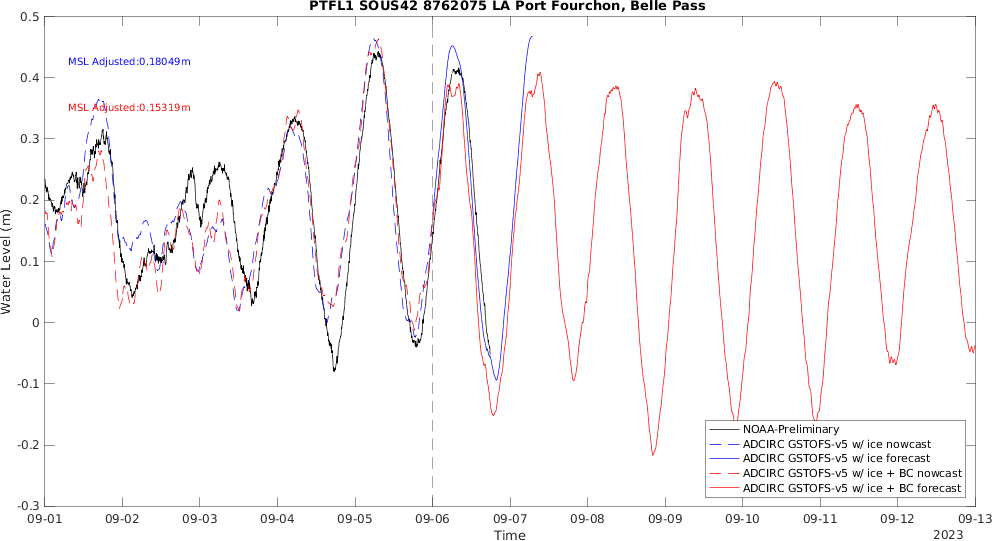 PTFL1 SOUS42 8762075 LA Port Fourchon, Belle Pass
0.5
0.4
0.3
0.2
0.1
0
-0.1
-0.2
-0.3
Water Level (m)
MSL Adjusted:0.18049m
MSL Adjusted:0.15319m
NOAA-Preliminary
ADCIRC GSTOFS-v5 w/ ice nowcast
ADCIRC GSTOFS-v5 w/ ice forecast
ADCIRC GSTOFS-v5 w/ ice + BC nowcast
ADCIRC GSTOFS-v5 w/ ice + BC forecast
09-01 09-02 09-03 09-04 09-05 09-06 09-07 09-08 09-09 09-10 09-11 09-12 09-13
Time
2023